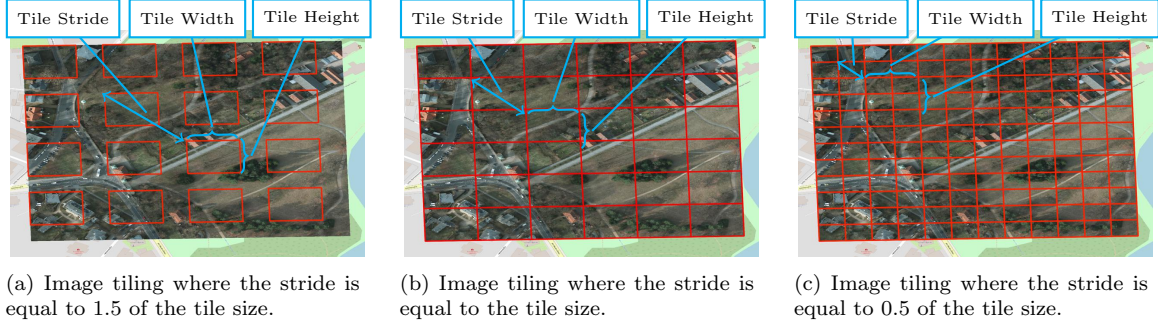 Tile Stride Tile Width Tile Height
Tile Stride Tile Width Tile Height
Tile Stride Tile Width Tile Height
(a) Image tiling where the stride is
equal to 1.5 of the tile size.
(b) Image tiling where the stride is
equal to the tile size.
(c) Image tiling where the stride is
equal to 0.5 of the tile size.